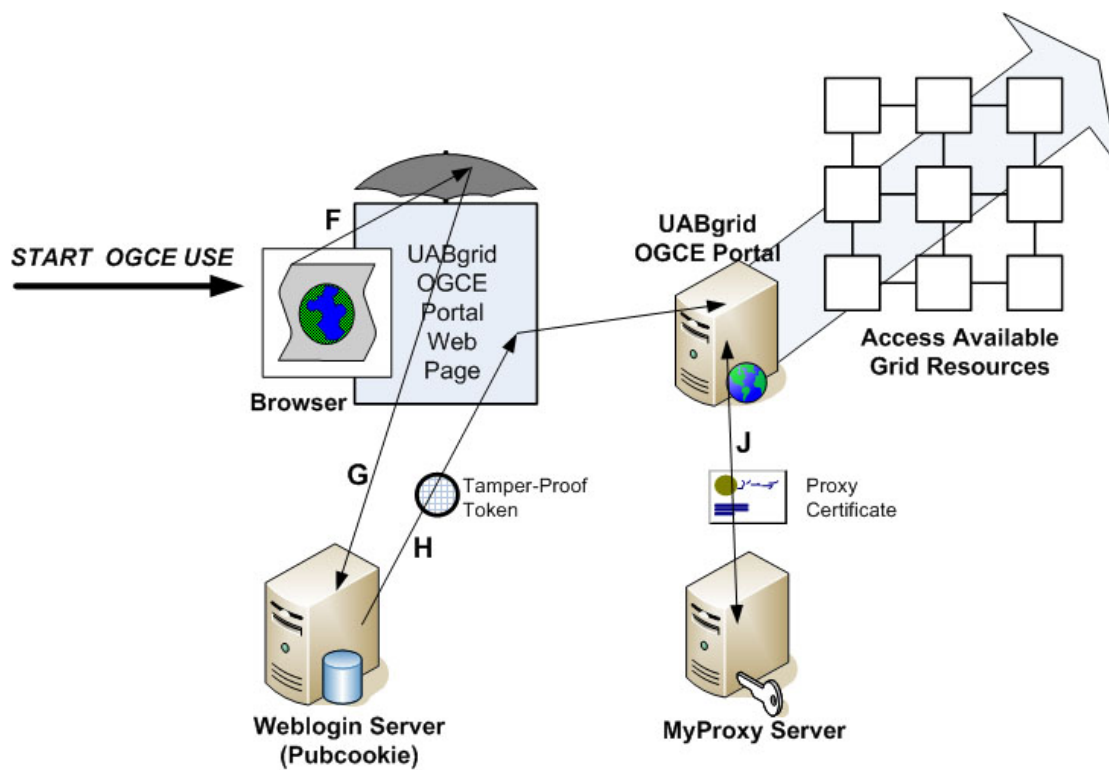 START OGCE USE
F
UABgrid
OGCE
Portal
Web
Page
Browser
UABgrid
OGCE Portal
Access Available
Grid Resources
G
Tamper-Proof
Token
H
J
Proxy
Certificate
Weblogin Server
(Pubcookie)
MyProxy Server